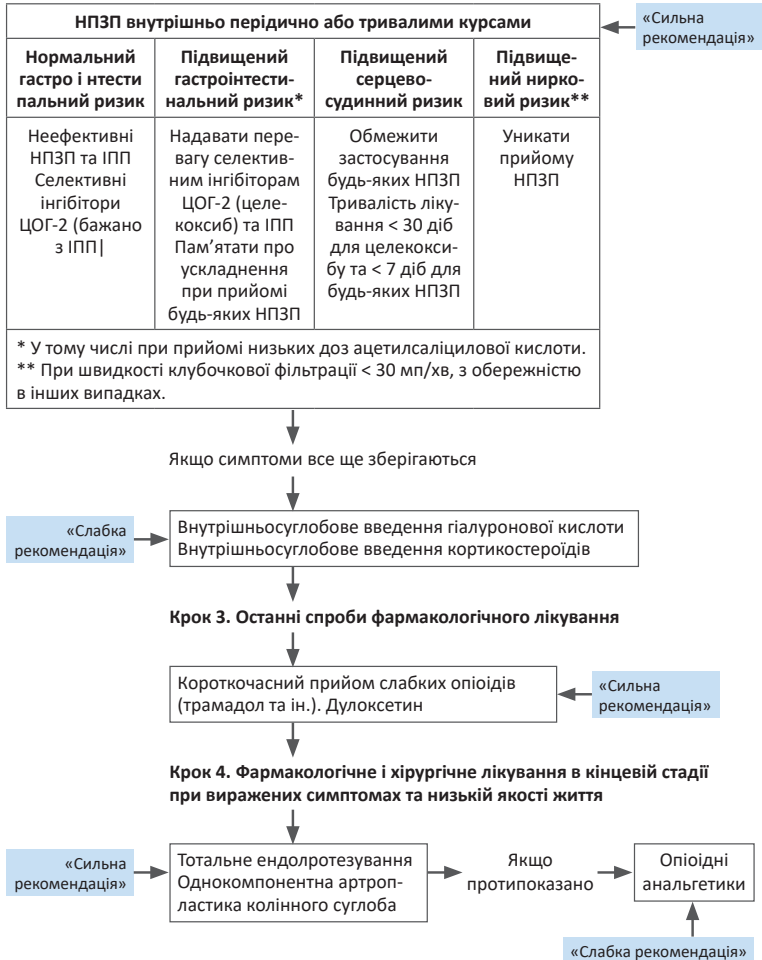 НПЗП внутрішньо перідично або тривалими курсами
«Сильна
рекомендація»
Нормальний
гастро і нтести
пальний ризик
Підвищений
гастроінтести-
нальний ризик*
Підвищений
серцево-
судинний ризик
Підвище-
ний нирко-
вий ризик**
Неефективні
НПЗП та ІПП
Селективні
інгібітори
ЦОГ-2 (бажано
з ІПП|
Надавати пере-
вагу селектив-
ним інгібіторам
ЦОГ-2 (целе-
коксиб) та ІПП
Пам’ятати про
ускладнення
при прийомі
будь-яких НПЗП
Обмежити
застосування
будь-яких НПЗП
Тривалість ліку-
вання < 30 діб
для целекокси-
бу та < 7 діб для
будь-яких НПЗП
Уникати
прийому
НПЗП
* У тому числі при прийомі низьких доз ацетилсаліцилової кислоти.
** При швидкості клубочкової фільтрації < 30 мп/хв, з обережністю
в інших випадках.
Якщо симптоми все ще зберігаються
«Слабка
рекомендація»
Внутрішньосуглобове введення гіалуронової кислоти
Внутрішньосуглобове введення кортикостероїдів
Крок 3. Останні спроби фармакологічного лікування
Короткочасний прийом слабких опіоїдів
(трамадол та ін.). Дулоксетин
«Сильна
рекомендація»
Крок 4. Фармакологічне і хірургічне лікування в кінцевій стадії
при виражених симптомах та низькій якості життя
«Сильна
рекомендація»
Тотальне ендолротезування
Однокомпонентна артроп-
ластика колінного суглоба
Якщо
протипоказано
Опіоїдні
анальгетики
«Слабка рекомендація»